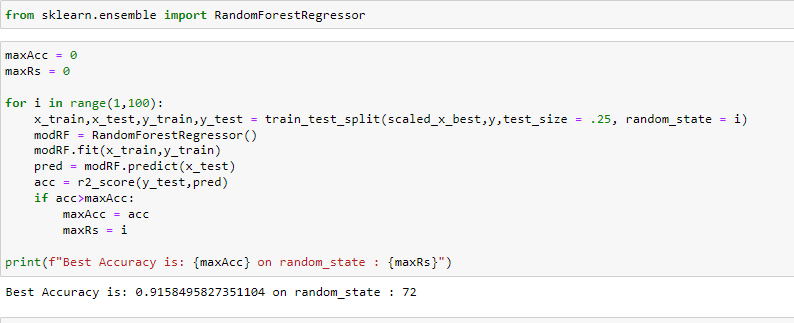 from sklearn.ensemble import RandomForestRegressor
maxAcc = 0
maxRs = 0
for i in range(1,100):
    x_train,x_test,y_train,y_test = train_test_split(scaled_x_best,y,test_size = .25, random_state = i)
    modRF = RandomForestRegressor()
    modRF.fit(x_train,y_train)
    pred = modRF.predict(x_test)
    acc = r2_score(y_test,pred)
    if acc>maxAcc:
        maxAcc = acc
        maxRs = i
print(f"Best Accuracy is: {maxAcc} on random_state : {maxRs}")
Best Accuracy is: 0.9158495827351104 on random_state : 72